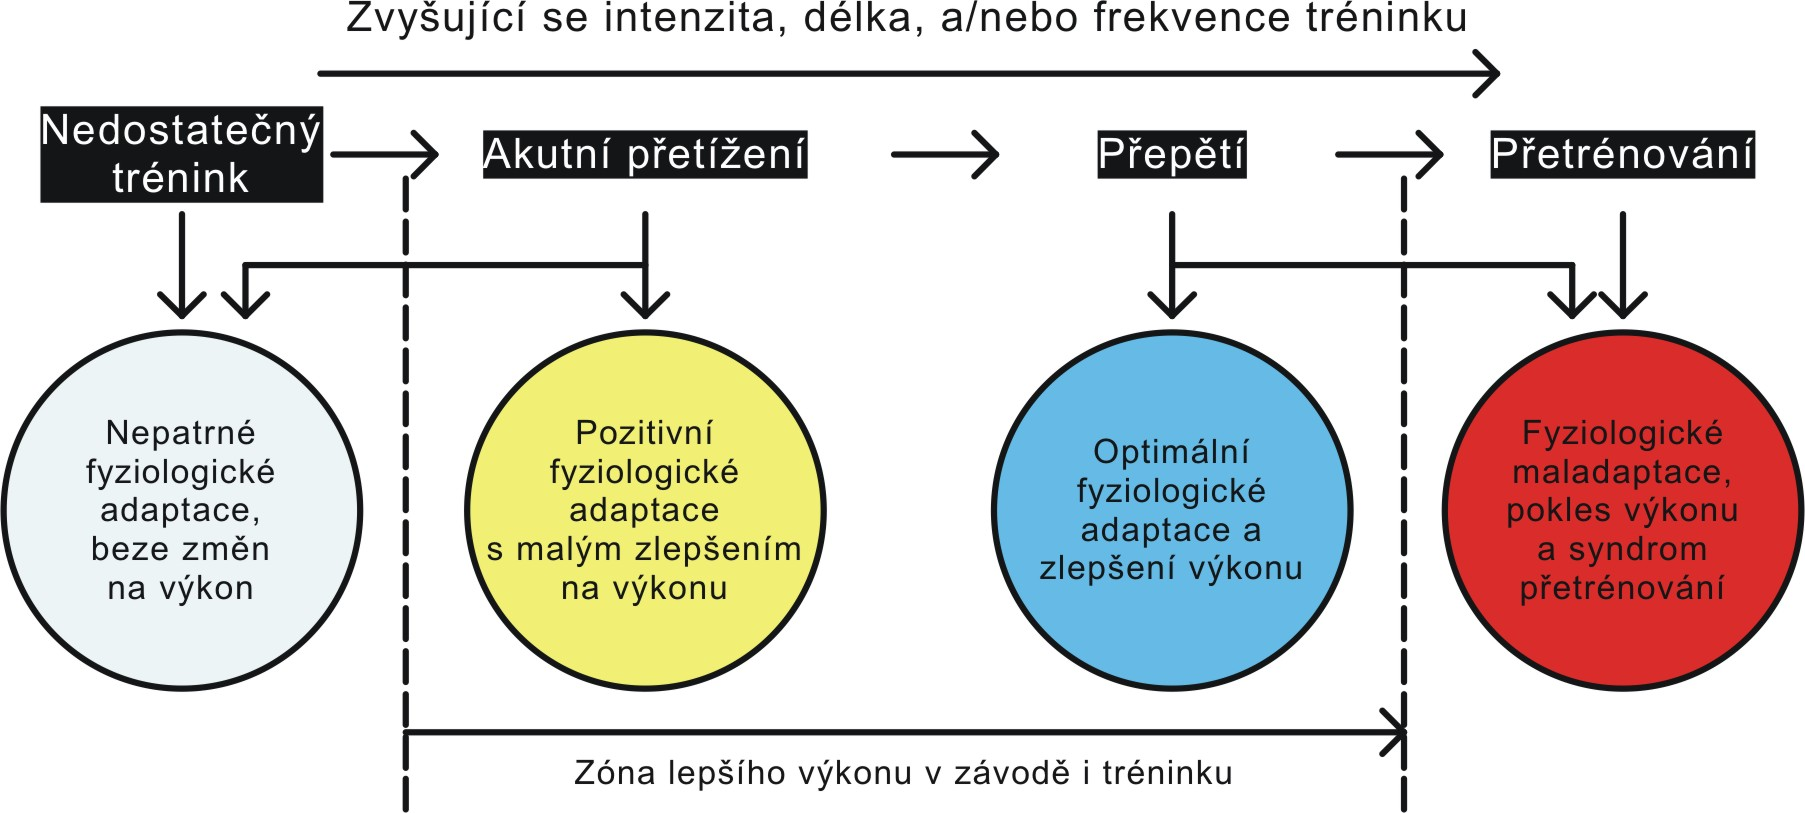 Zvyšující se intenzita, délka, a/nebo frekvence tréninku
Nedostatečný
trénink
Akutní přetížení
Přepětí
Přetrénování
Nepatrné
fyziologické
adaptace,
beze změn
na výkon
Pozitivní
fyziologické
adaptace
s malým zlepšením
na výkonu
Optimální
fyziologické
adaptace a
zlepšení výkonu
Fyziologické
maladaptace,
pokles výkonu
a syndrom
přetrénování
Zóna lepšího výkonu v závodě i tréninku